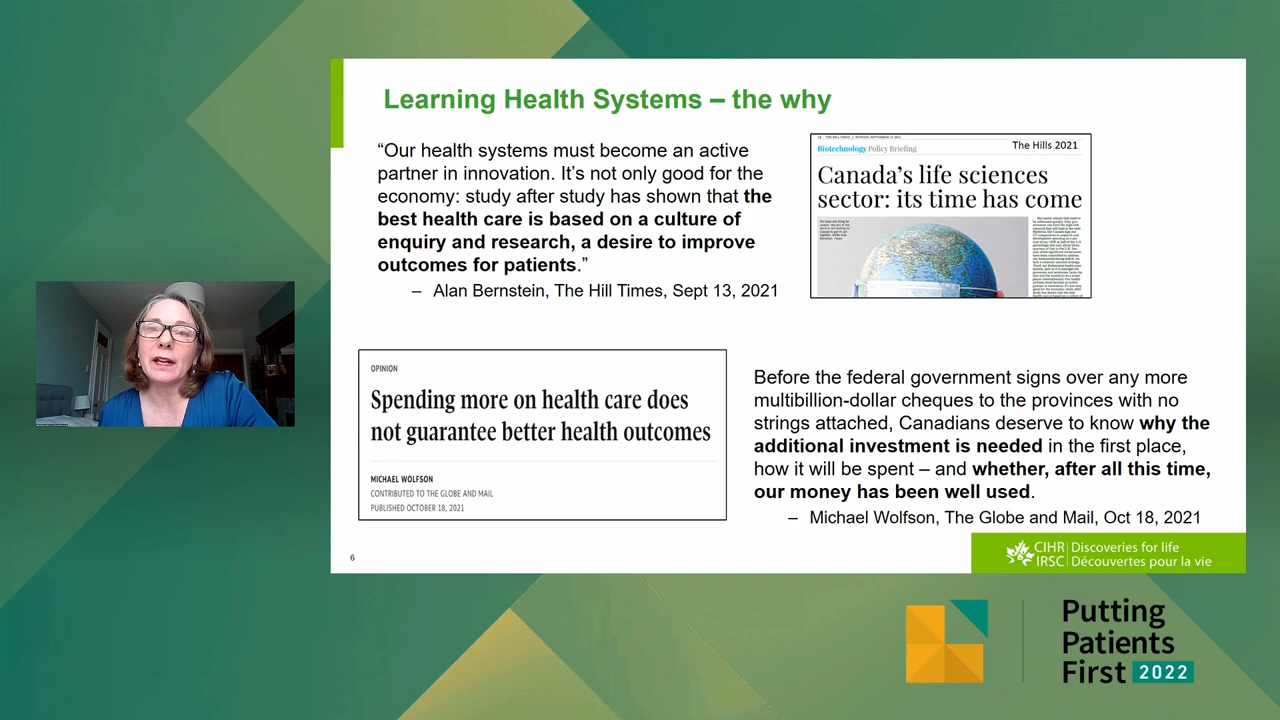 Learning Health Systems – the why
“Our health systems must become an active
partner in innovation. It’s not only good for the
economy: study after study has shown that the
best health care is based on a culture of
enquiry and research, a desire to improve
outcomes for patients.”
– Alan Bernstein, The Hill Times, Sept 13, 2021
Biotechnology Policy Briefing
The Hills 2021
Canada’s life sciences
sector: its time has come
OPINION
Spending more on health care does
not guarantee better health outcomes
MICHAEL WOLFSON
CONTRIBUTED TO THE GLOBE AND MAIL
PUBLISHED OCTOBER 18, 2021
Before the federal government signs over any more
multibillion-dollar cheques to the provinces with no
strings attached, Canadians deserve to know why the
additional investment is needed in the first place,
how it will be spent – and whether, after all this time,
our money has been well used.
– Michael Wolfson, The Globe and Mail, Oct 18, 2021
6
CIHR
IRSC
Discoveries for life
Découvertes pour la vie
Putting
Patients
First 2022